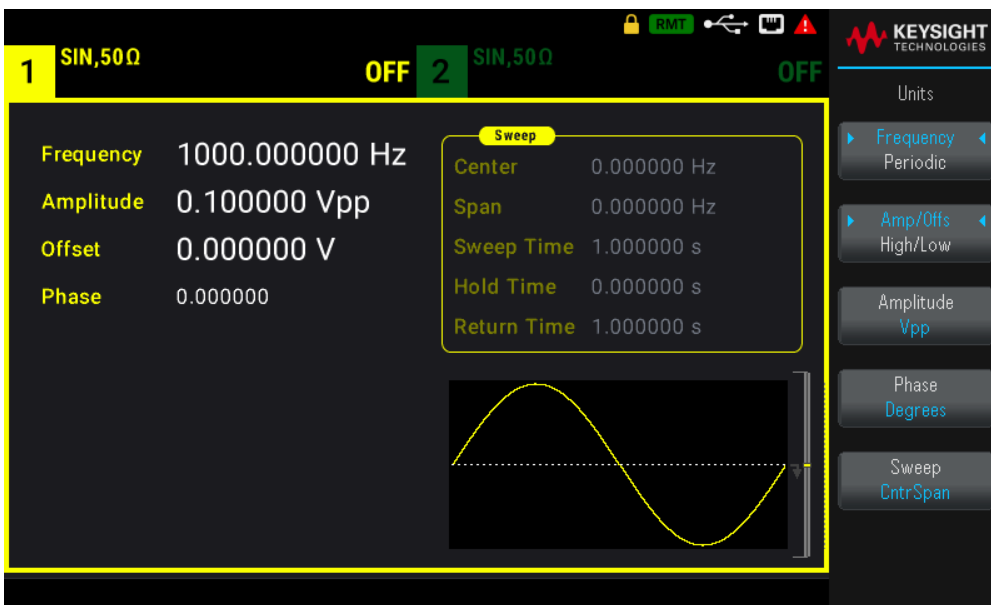 RMT
KEYSIGHT
TECHNOLOGIES
1 SIN,50Ω OFF
2 SIN,50Ω OFF
Units
Frequency 1000.000000 Hz
Amplitude 0.100000 Vpp
Offset 0.000000 V
Phase 0.000000
Sweep
Center 0.000000 Hz
Span 0.000000 Hz
Sweep Time 1.000000 s
Hold Time 0.000000 s
Return Time 1.000000 s
Frequency
Periodic
Amp/Offs
High/Low
Amplitude
Vpp
Phase
Degrees
Sweep
CntrSpan